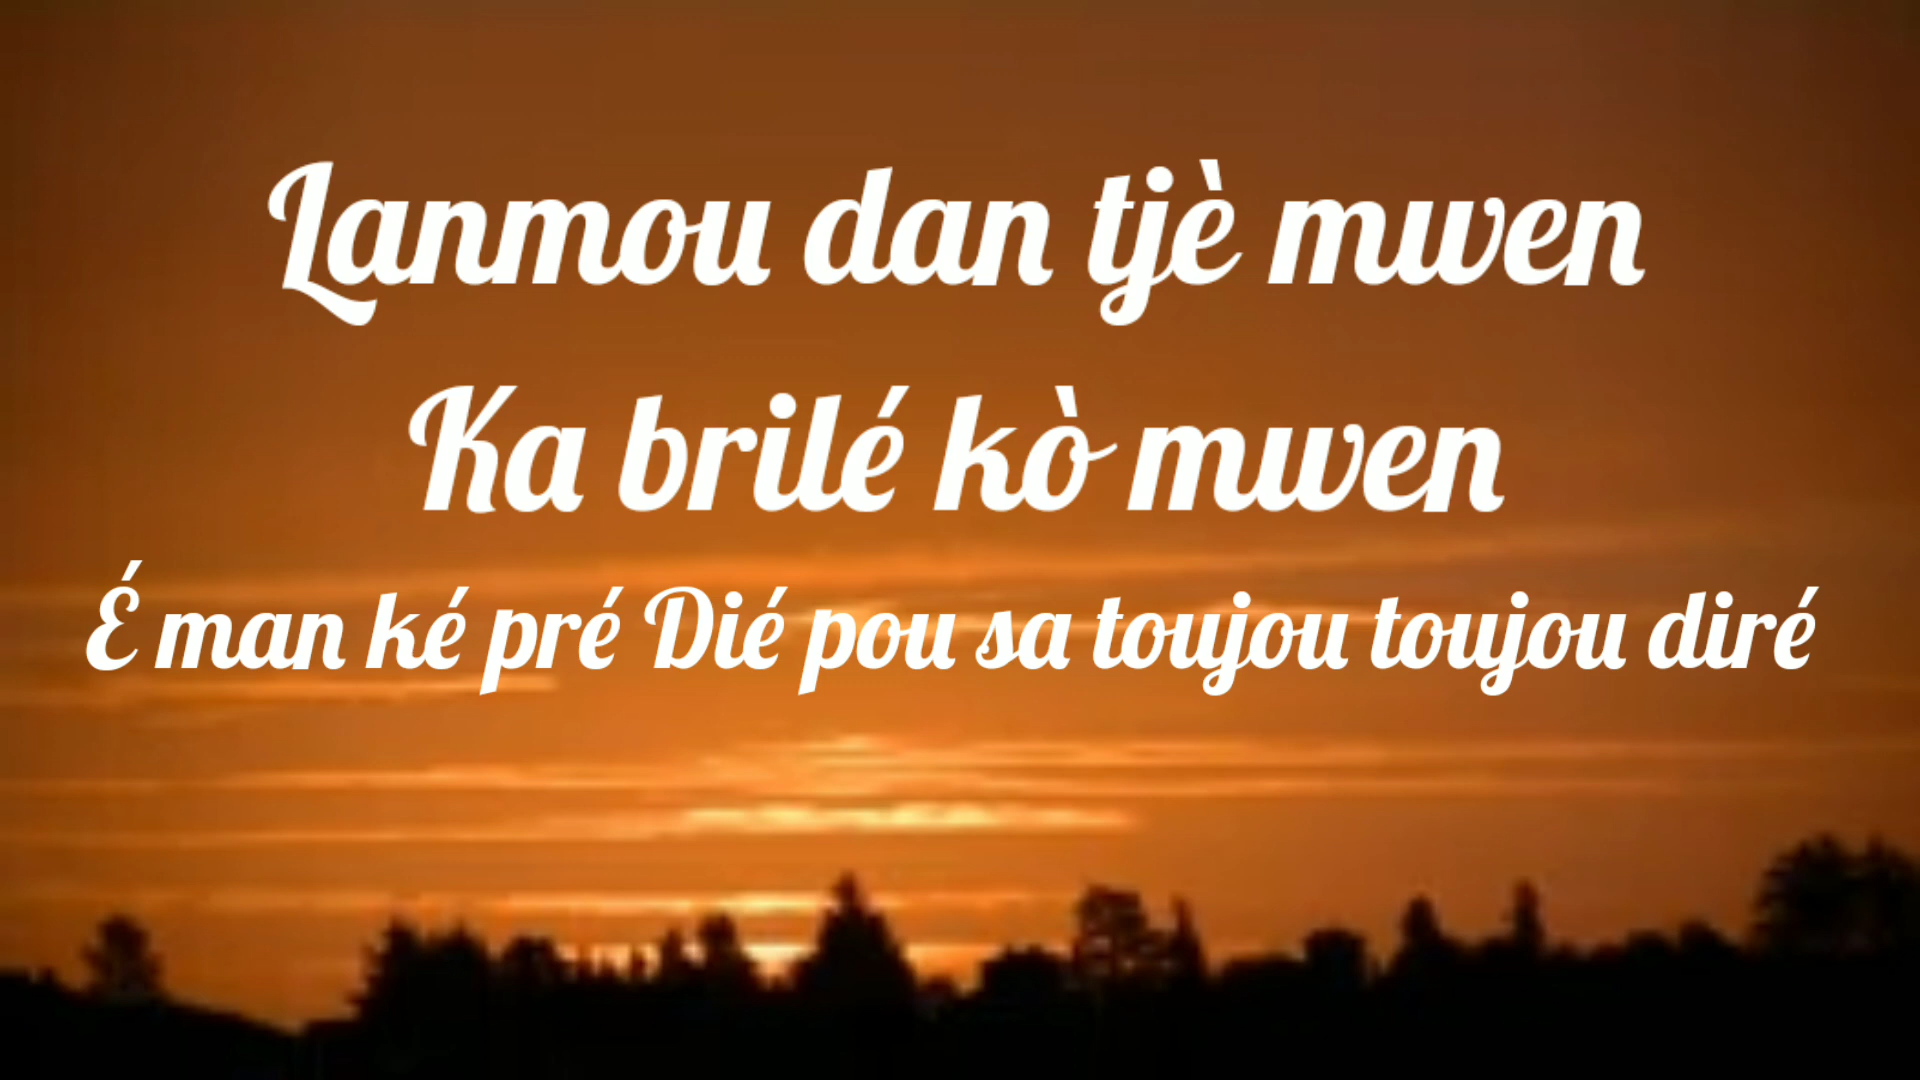 Lanmou dan tjè mwen
Ka brilé kò mwen
É man ké pré Dié pou sa toujou toujou diré